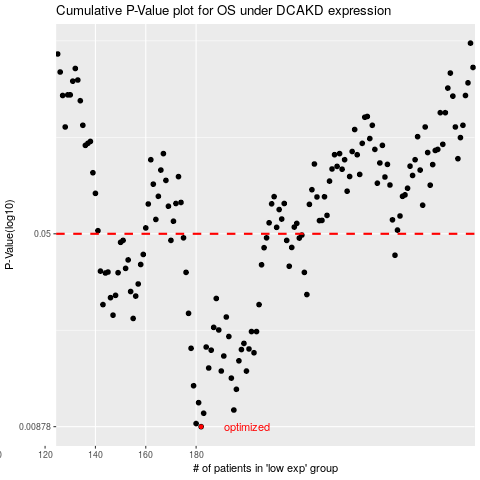 Cumulative P-Value plot for OS under DCAKD expression
P-Value(log10)
0.05
0.00878
optimized
0 120 140 160 180
# of patients in 'low exp' group